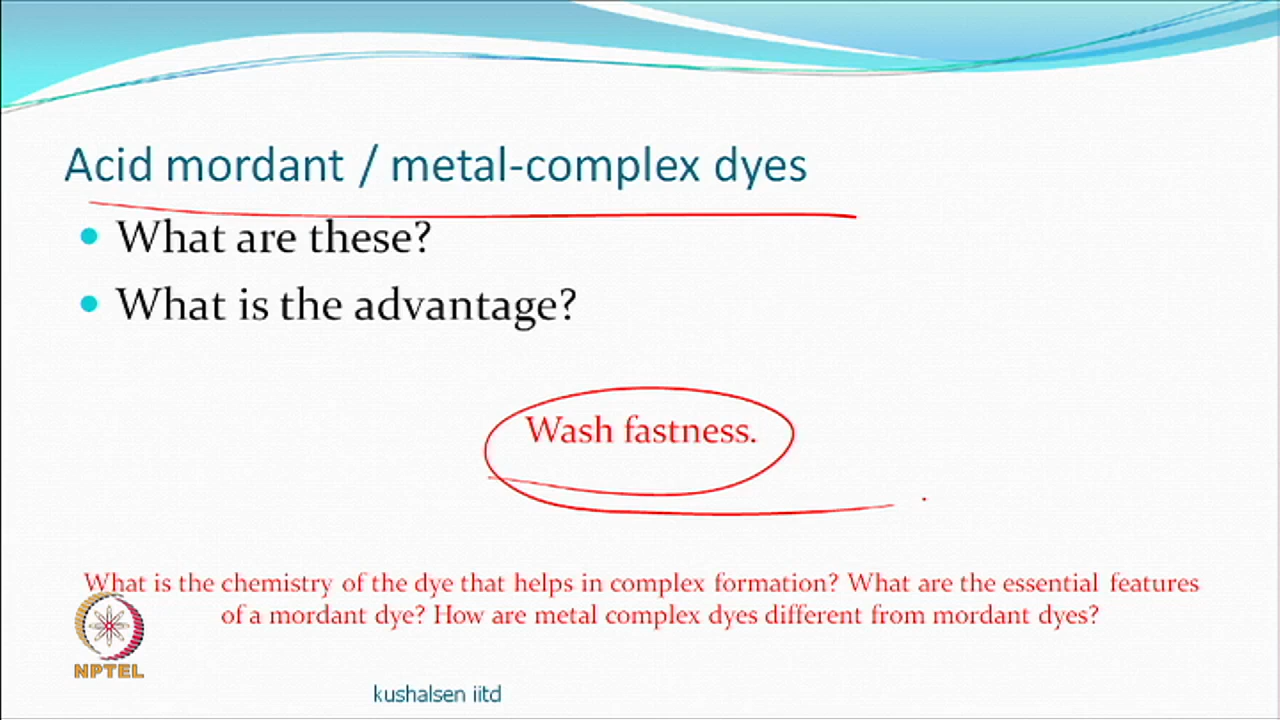 Acid mordant / metal-complex dyes
What are these?
What is the advantage?
Wash fastness.
What is the chemistry of the dye that helps in complex formation? What are the essential features
of a mordant dye? How are metal complex dyes different from mordant dyes?
NPTEL
kushalsen iitd